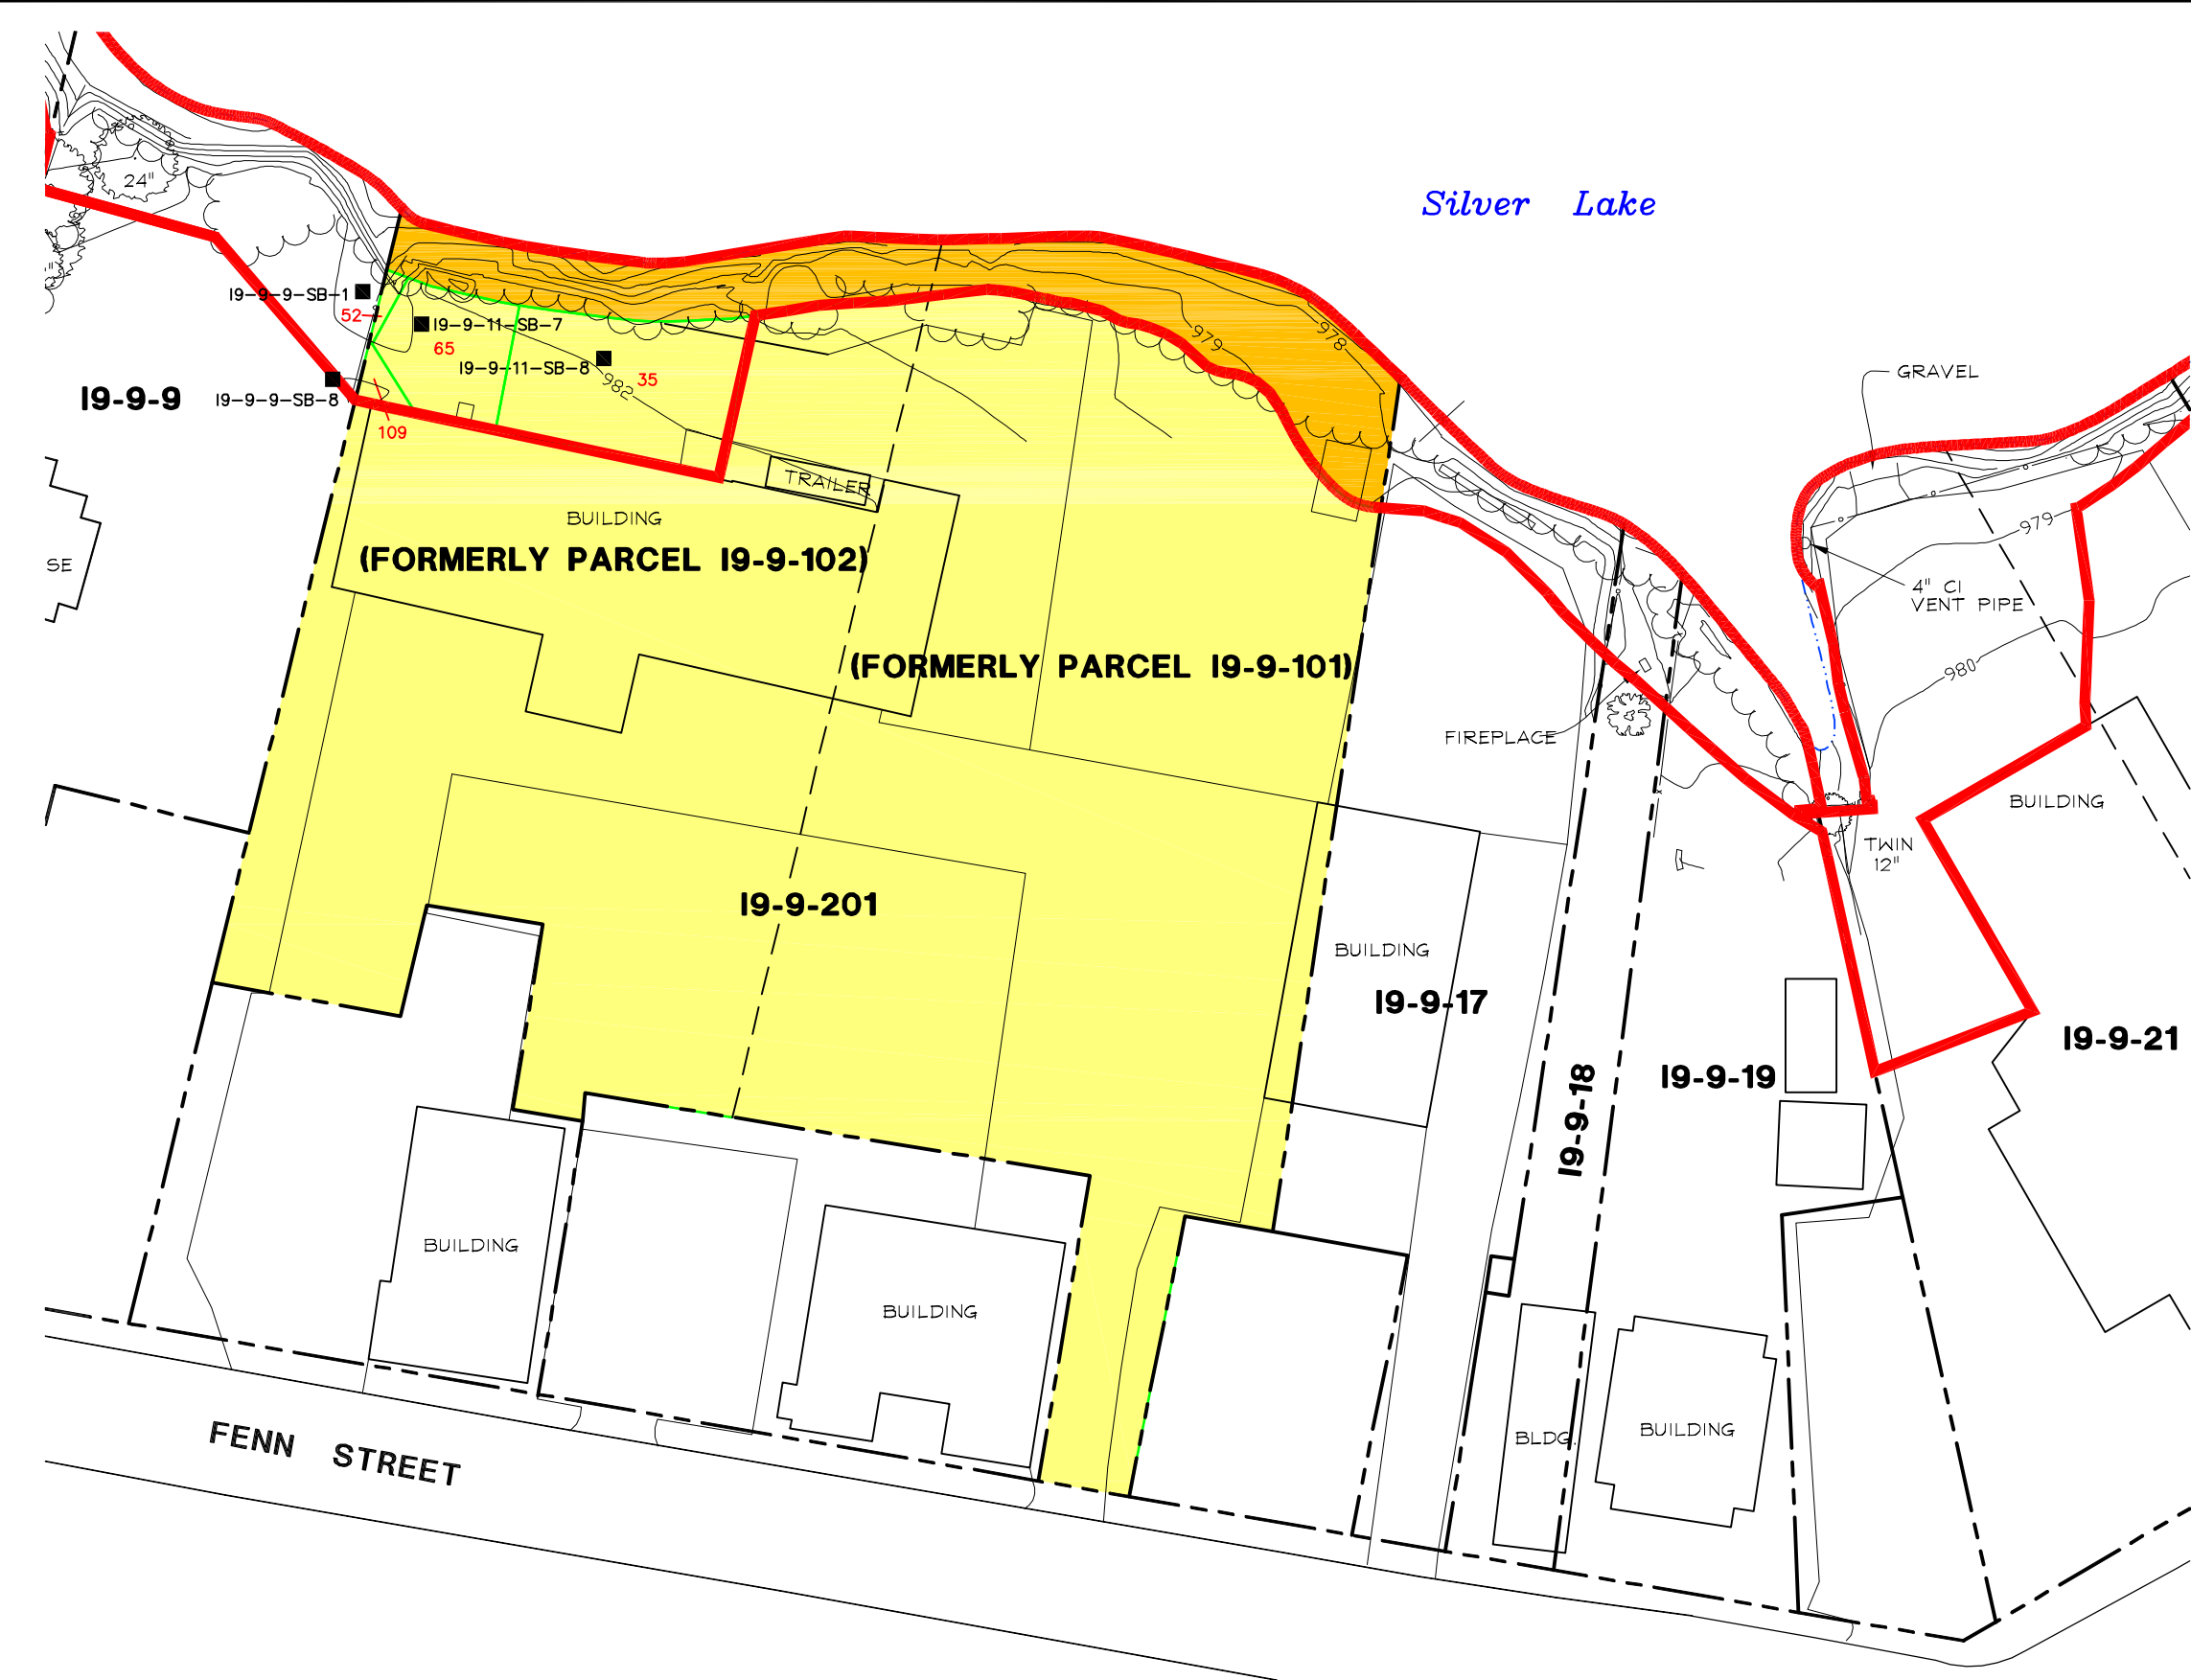 Silver Lake
24"
I9-9-9-SB-1
52
I9-9-11-SB-7
65
I9-9-11-SB-8
35
982
979
978
GRAVEL
I9-9-9
I9-9-9-SB-8
109
TRAILER
BUILDING
979
(FORMERLY PARCEL I9-9-102)
SE
4" CI
VENT PIPE
(FORMERLY PARCEL I9-9-101)
980
FIREPLACE
BUILDING
TWIN
12"
I9-9-201
BUILDING
I9-9-17
I9-9-21
I9-9-18
I9-9-19
BUILDING
BUILDING
BLDG.
BUILDING
FENN STREET